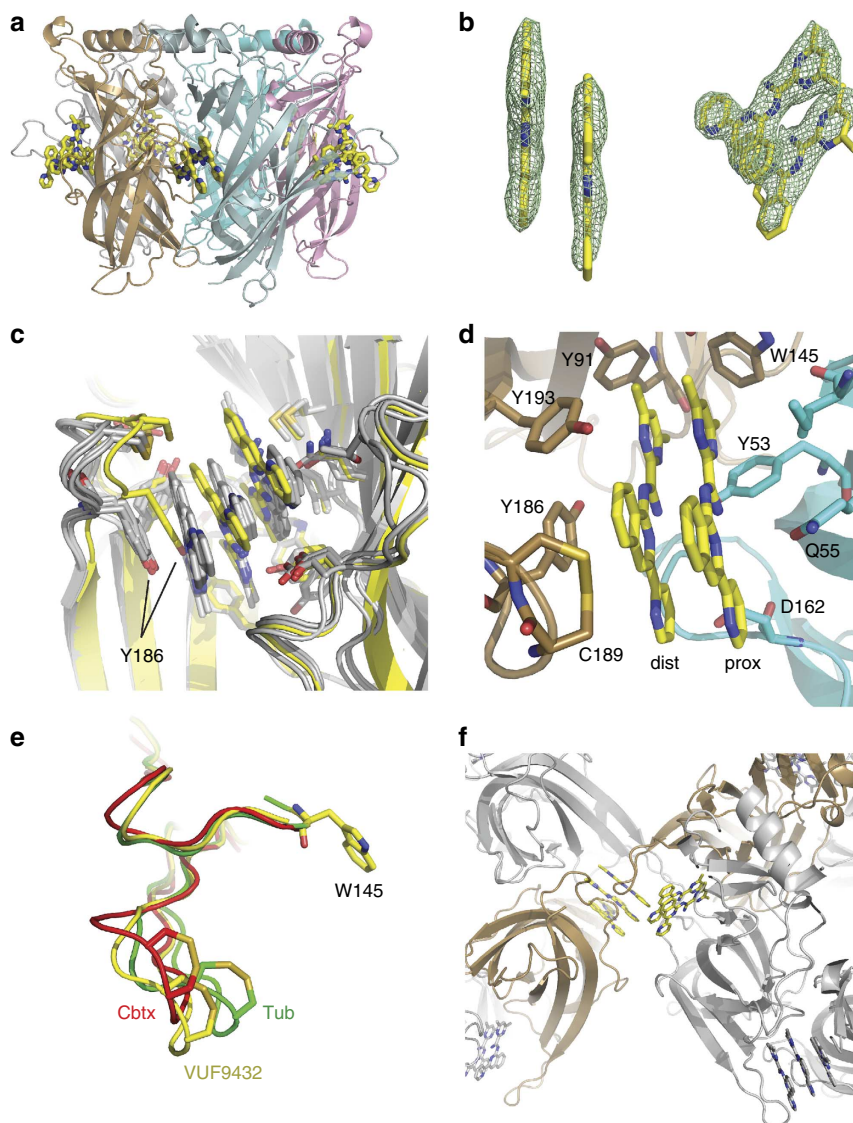 a
b
c
Y186
d
Y91
W145
Y193
Y53
Y186
Q55
D162
C189
dist
prox
e
W145
Cbtx
Tub
VUF9432
f